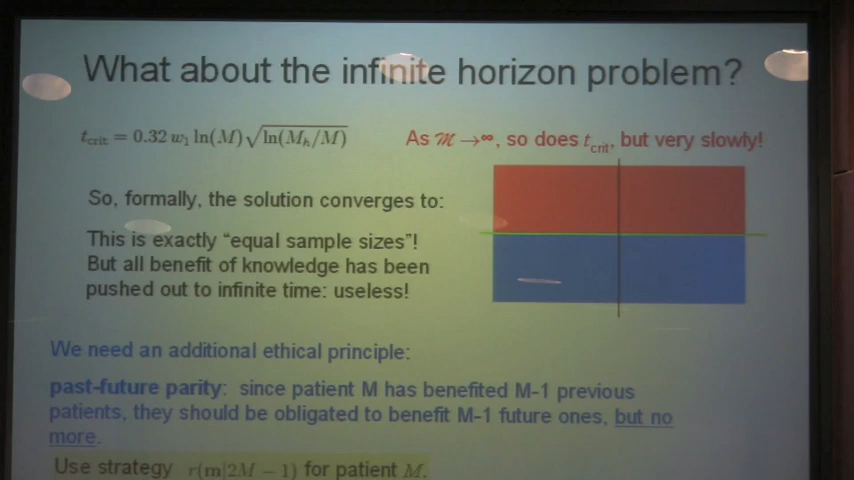 What about the infinite horizon problem?
t_crit = 0.32 w_1 ln(M) √ln(M_h/M)
As 𝓜 →∞, so does t_crit, but very slowly!
So, formally, the solution converges to:
This is exactly “equal sample sizes”!
But all benefit of knowledge has been
pushed out to infinite time: useless!
We need an additional ethical principle:
past-future parity: since patient M has benefited M-1 previous
patients, they should be obligated to benefit M-1 future ones, but no
more.
Use strategy r(m|2M − 1) for patient M.